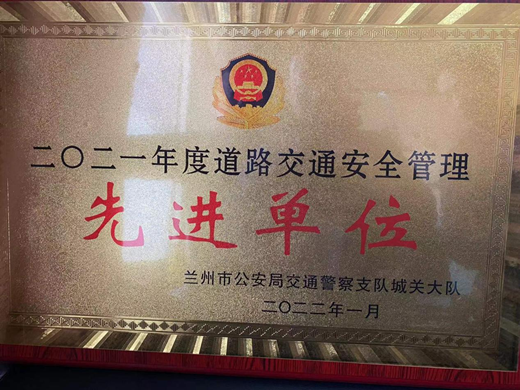 二〇二一年度道路交通安全管理
先进单位
兰州市公安局交通警察支队城关大队
二〇二二年一月